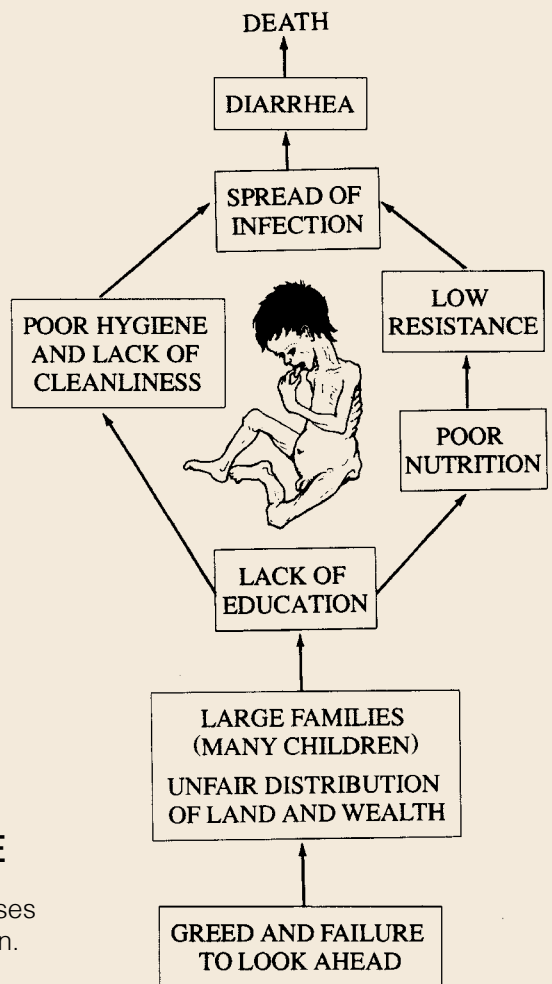 DEATH
DIARRHEA
SPREAD OF
INFECTION
POOR HYGIENE
AND LACK OF
CLEANLINESS
LOW
RESISTANCE
POOR
NUTRITION
LACK OF
EDUCATION
LARGE FAMILIES
(MANY CHILDREN)
UNFAIR DISTRIBUTION
OF LAND AND WEALTH
GREED AND FAILURE
TO LOOK AHEAD